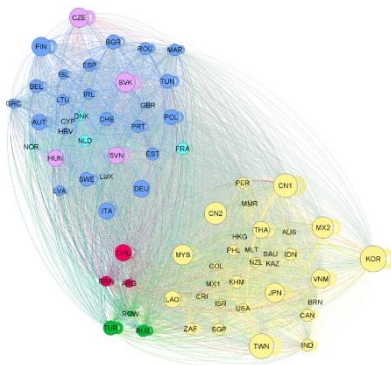 CZE
FIN
BGR
ROU
MAR
ESP
ISL
TUN
BEL
SVK
GRC
LTU
IRL
GBR
DNK
AUT
CYP
CHE
PRT
POL
HRV
NOR
NLD
FRA
HUN
SVN
EST
LUX
SWE
LVA
DEU
ITA
PER
CN1
MMR
CN2
MX2
THA
AUS
HKG
KOR
CHL
MYS
PHL
MLT
SAU
IDN
NZL
KAZ
COL
VNM
ARG
MX1
KHM
JPN
LAO
CRI
ISR
BRN
ROW
USA
CAN
TUR
RUS
ZAF
SGP
TWN
IND